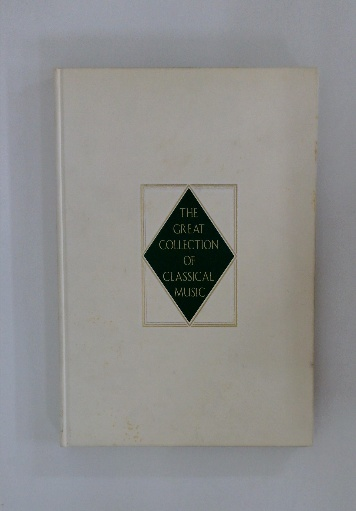 THE
GREAT
COLLECTION
OF
CLASSICAL
MUSIC